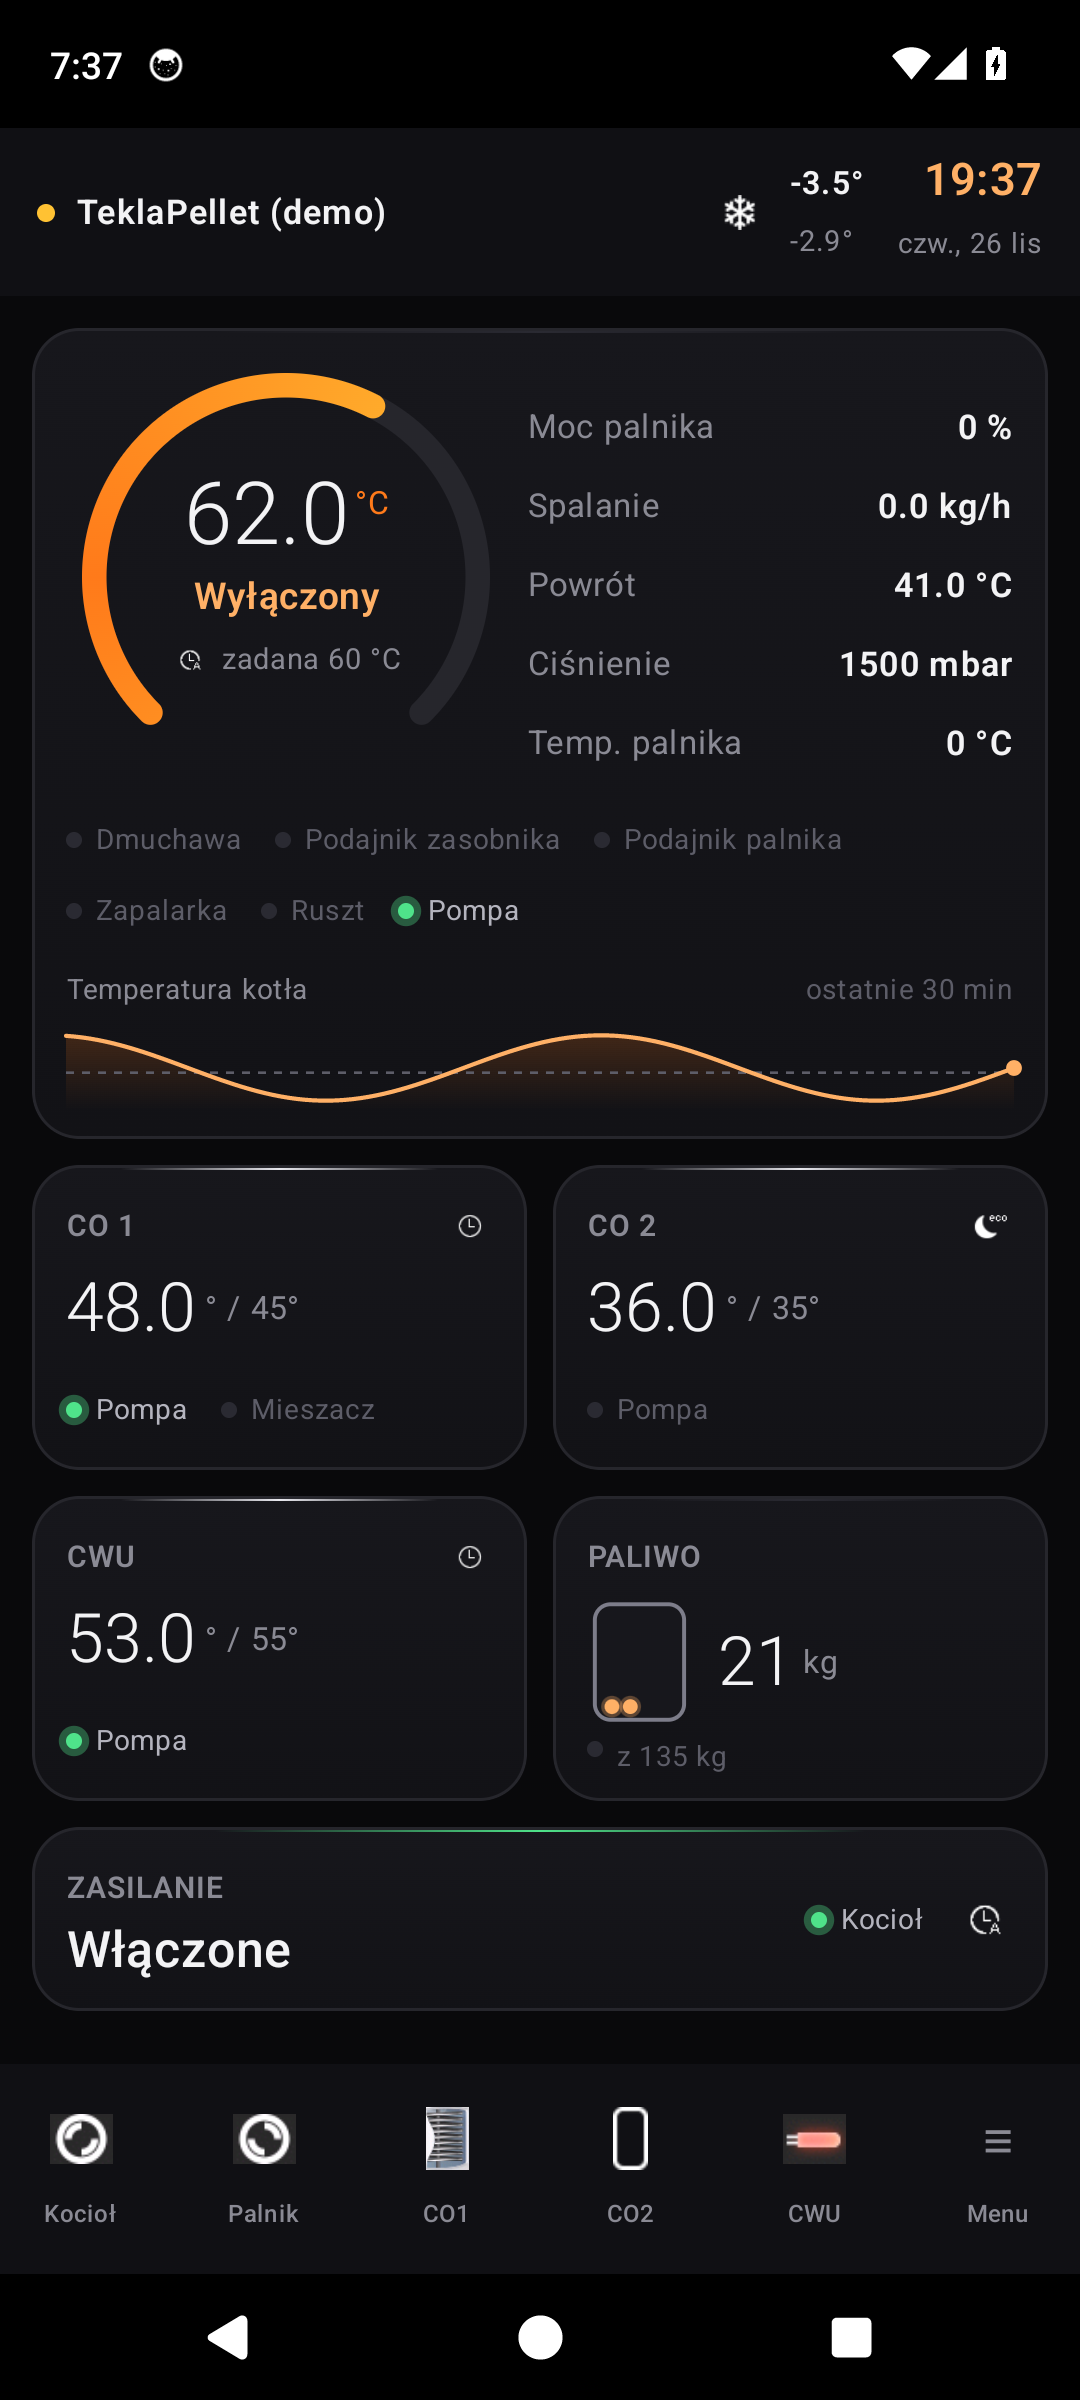 7:37
TeklaPellet (demo)
-3.5°
19:37
-2.9°
czw., 26 lis
62.0 °C
Wyłączony
zadana 60 °C
Moc palnika 0 %
Spalanie 0.0 kg/h
Powrót 41.0 °C
Ciśnienie 1500 mbar
Temp. palnika 0 °C
Dmuchawa Podajnik zasobnika Podajnik palnika
Zapalarka Ruszt Pompa
Temperatura kotła ostatnie 30 min
CO 1
48.0 ° / 45°
Pompa Mieszacz
CO 2 eco
36.0 ° / 35°
Pompa
CWU
53.0 ° / 55°
Pompa
PALIWO
21 kg
z 135 kg
ZASILANIE
Włączone
Kocioł A
Kocioł Palnik CO1 CO2 CWU Menu